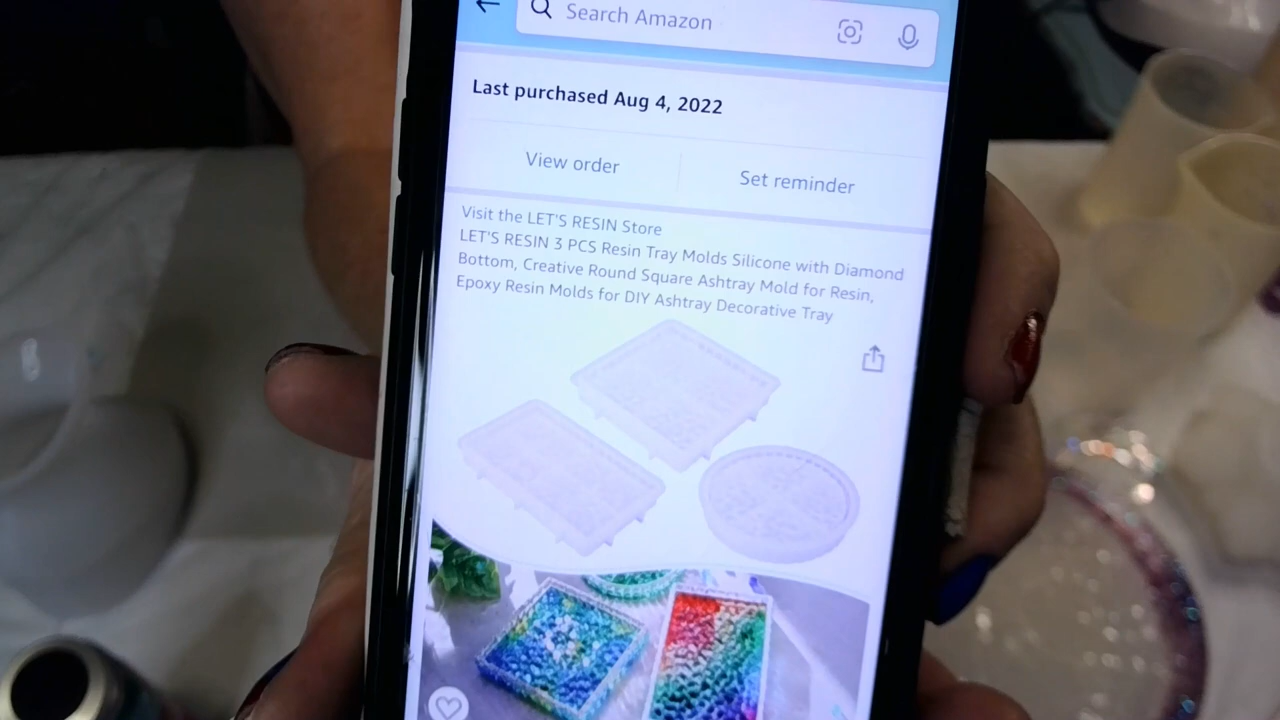 Search Amazon
Last purchased Aug 4, 2022
View order
Set reminder
Visit the LET'S RESIN Store
LET'S RESIN 3 PCS Resin Tray Molds Silicone with Diamond
Bottom, Creative Round Square Ashtray Mold for Resin,
Epoxy Resin Molds for DIY Ashtray Decorative Tray